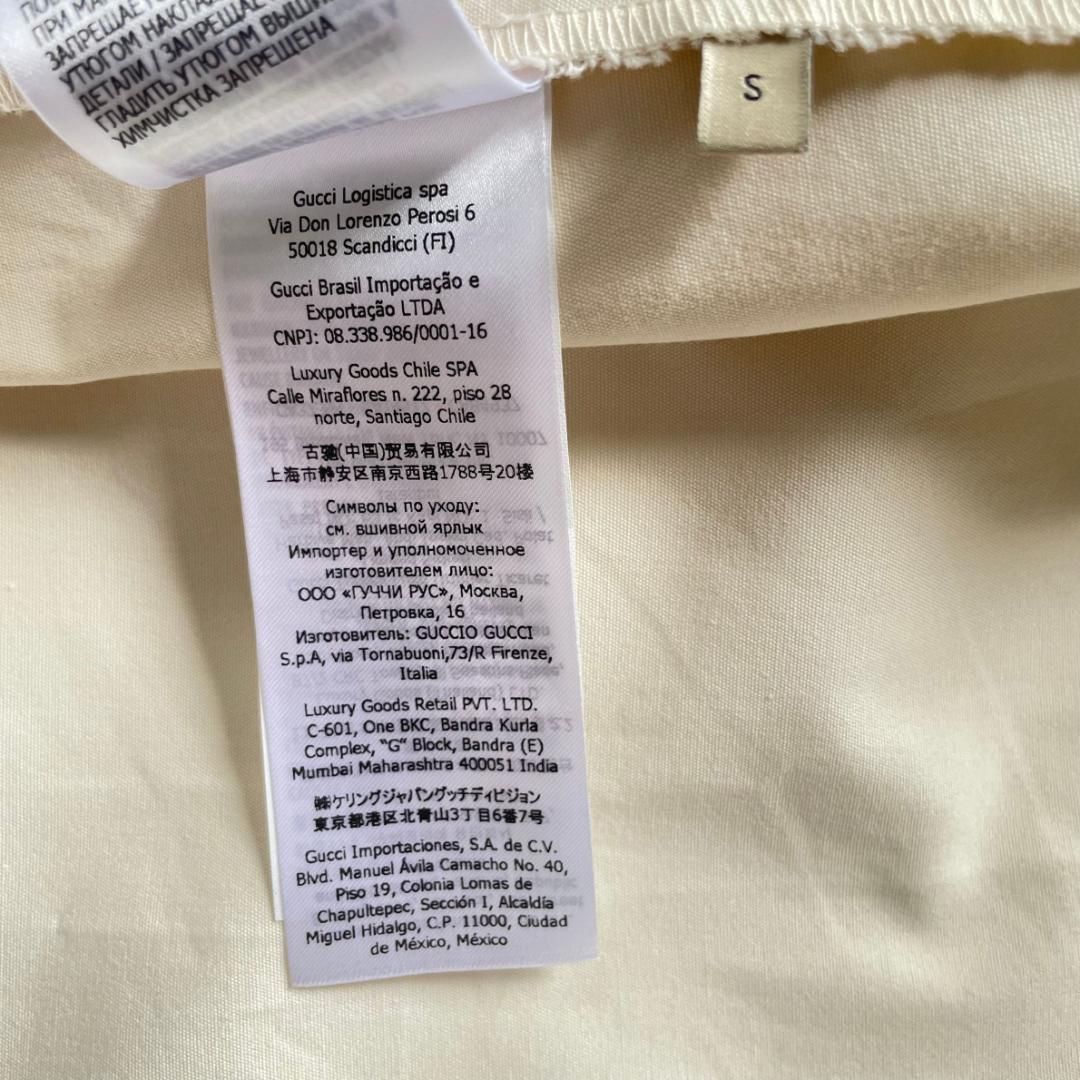 ПРИ МА
ЗАПРЕЩАЕТ
УТЮГОМ НАКЛА
ДЕТАЛИ / ЗАПРЕЩАЕ
ГЛАДИТЬ УТЮГОМ ВЫШИ
ХИМЧИСТКА ЗАПРЕЩЕНА
S
Gucci Logistica spa
Via Don Lorenzo Perosi 6
50018 Scandicci (FI)
Gucci Brasil Importação e
Exportação LTDA
CNPJ: 08.338.986/0001-16
Luxury Goods Chile SPA
Calle Miraflores n. 222, piso 28
norte, Santiago Chile
古驰(中国)贸易有限公司
上海市静安区南京西路1788号20楼
Символы по уходу:
см. вшивной ярлык
Импортер и уполномоченное
изготовителем лицо:
ООО «ГУЧЧИ РУС», Москва,
Петровка, 16
Изготовитель: GUCCIO GUCCI
S.p.A, via Tornabuoni,73/R Firenze,
Italia
Luxury Goods Retail PVT. LTD.
C-601, One BKC, Bandra Kurla
Complex, "G" Block, Bandra (E)
Mumbai Maharashtra 400051 India
㈱ケリングジャパングッチディビジョン
東京都港区北青山3丁目6番7号
Gucci Importaciones, S.A. de C.V.
Blvd. Manuel Ávila Camacho No. 40,
Piso 19, Colonia Lomas de
Chapultepec, Sección I, Alcaldía
Miguel Hidalgo, C.P. 11000, Ciudad
de México, México